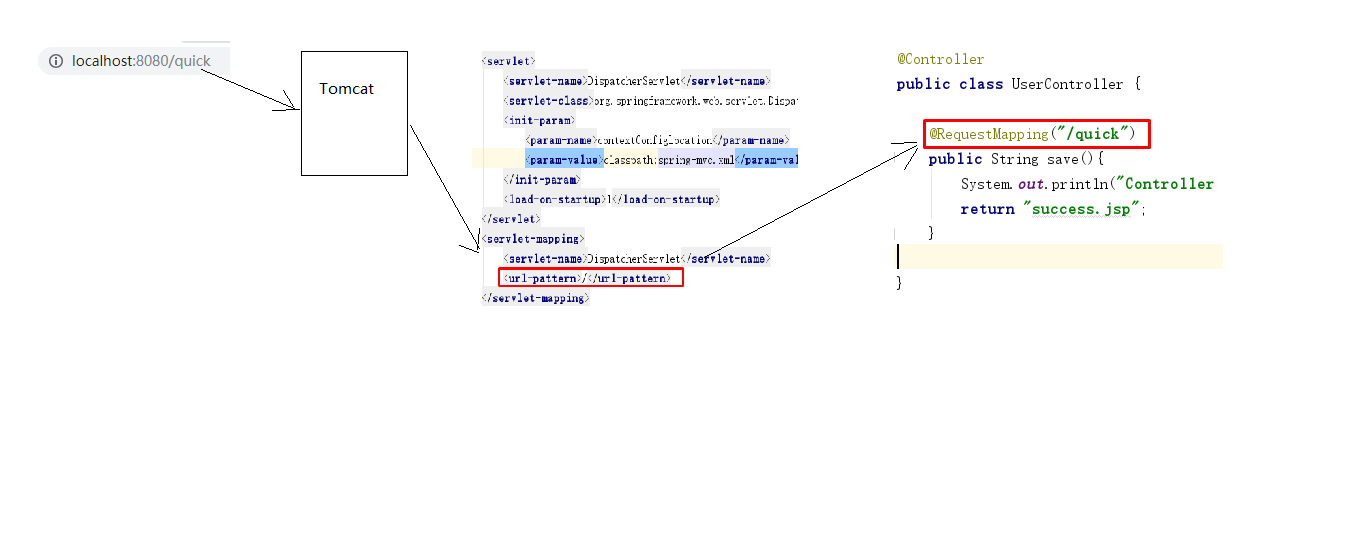 localhost:8080/quick
Tomcat
<servlet>
<servlet-name>DispatcherServlet</servlet-name>
<servlet-class>org.springframework.web.servlet.Dispa
<init-param>
<param-name>contextConfiglocation</param-name>
<param-value>classpath:spring-mvc.xml</param-val
</init-param>
<load-on-startup>1</load-on-startup>
</servlet>
<servlet-mapping>
<servlet-name>DispatcherServlet</servlet-name>
<url-pattern>/</url-pattern>
</servlet-mapping>
@Controller
public class UserController {
@RequestMapping("/quick")
public String save(){
System.out.println("Controller
return "success.jsp";
}
}